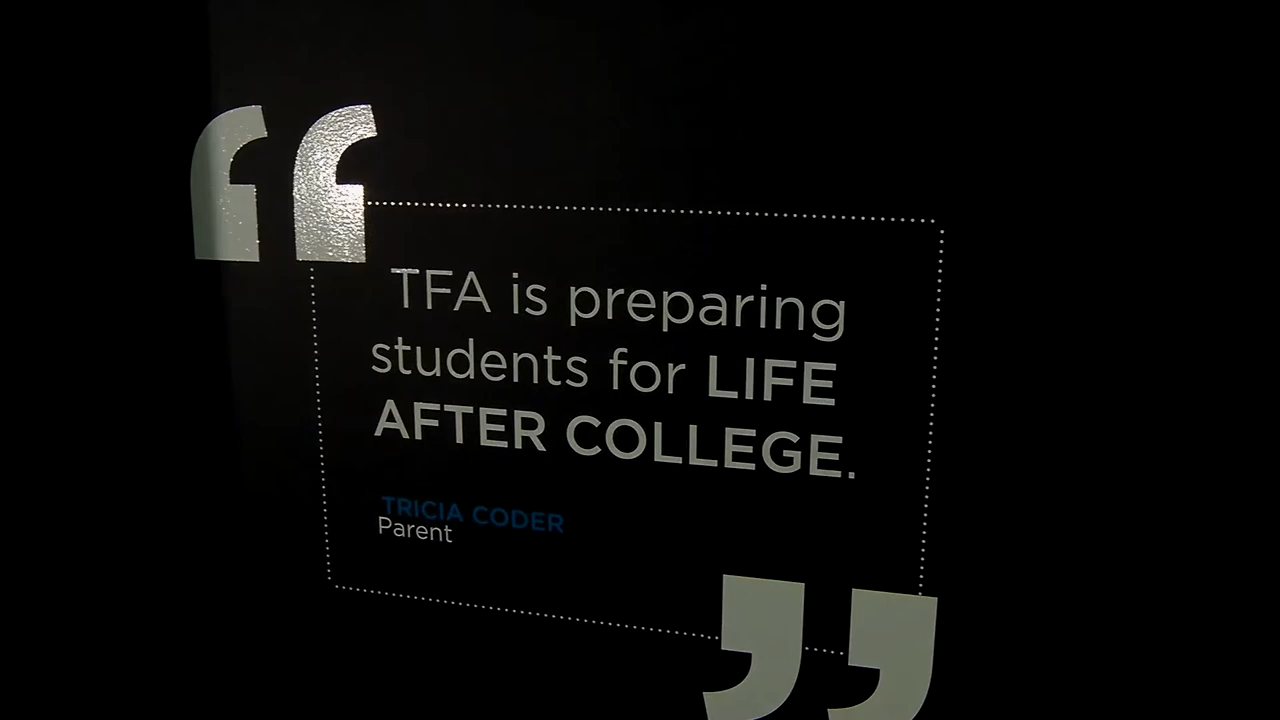 TFA is preparing
students for LIFE
AFTER COLLEGE.
TRICIA CODER
Parent